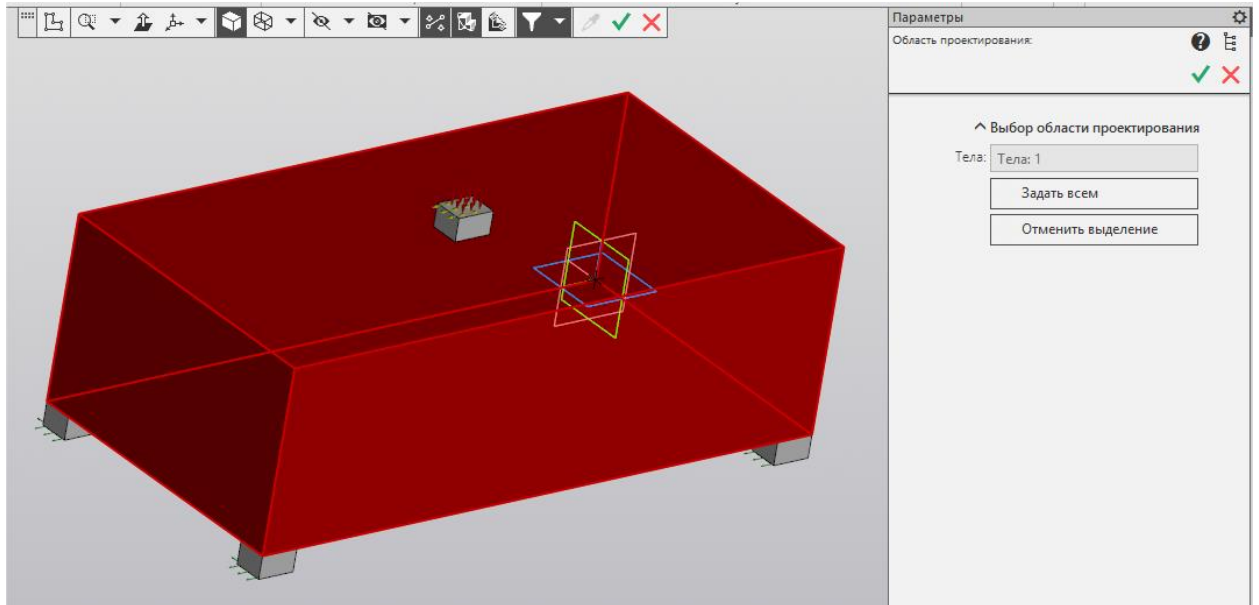 Параметры
Область проектирования:
Выбор области проектирования
Тела: Тела: 1
Задать всем
Отменить выделение